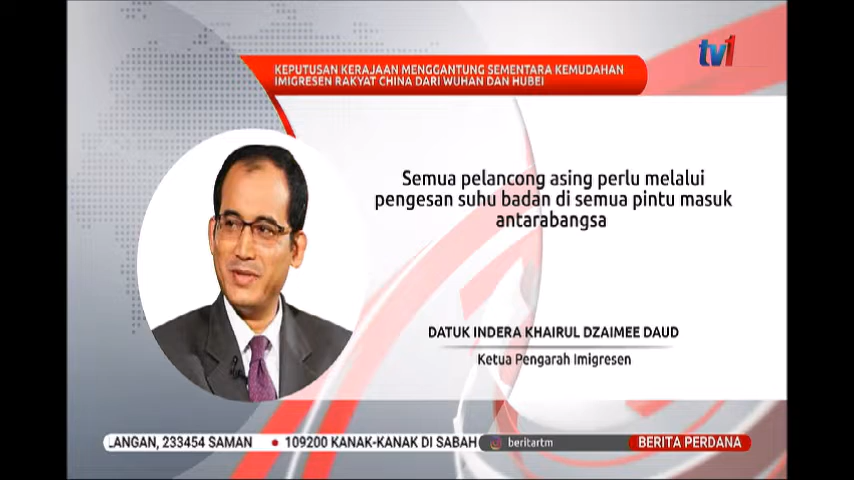 tv1
KEPUTUSAN KERAJAAN MENGGANTUNG SEMENTARA KEMUDAHAN
IMIGRESEN RAKYAT CHINA DARI WUHAN DAN HUBEI
Semua pelancong asing perlu melalui
pengesan suhu badan di semua pintu masuk
antarabangsa
DATUK INDERA KHAIRUL DZAIMEE DAUD
Ketua Pengarah Imigresen
LANGAN, 233454 SAMAN • 109200 KANAK-KANAK DI SABAH beritartm BERITA PERDANA